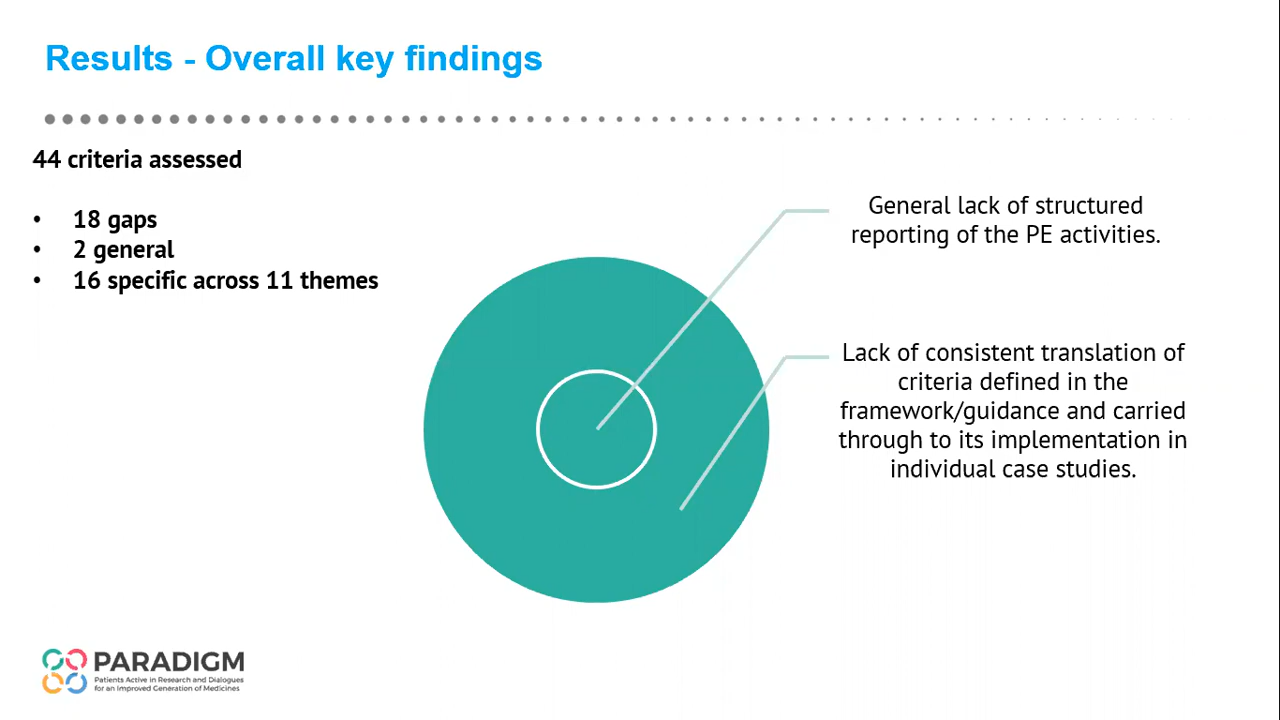 Results - Overall key findings
44 criteria assessed
• 18 gaps
• 2 general
• 16 specific across 11 themes
General lack of structured
reporting of the PE activities.
Lack of consistent translation of
criteria defined in the
framework/guidance and carried
through to its implementation in
individual case studies.
PARADIGM
Patients Active in Research and Dialogues
for an Improved Generation of Medicines